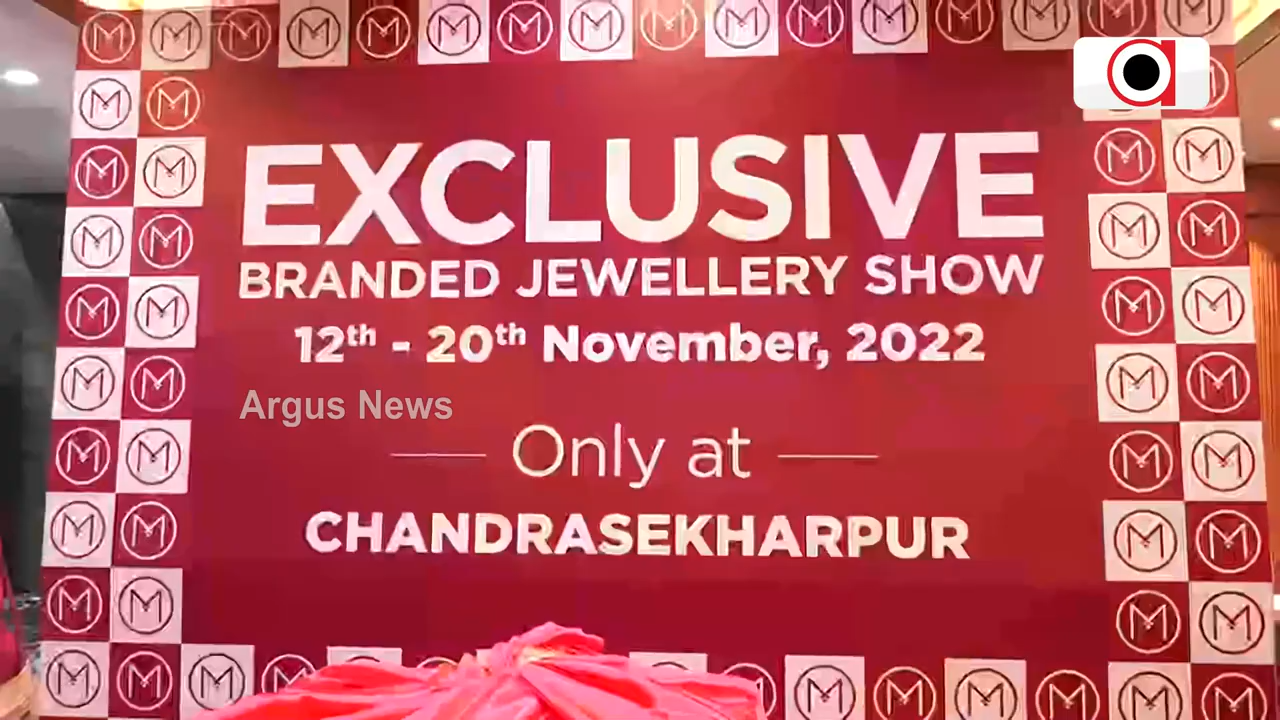 EXCLUSIVE
BRANDED JEWELLERY SHOW
12th - 20th November, 2022
Argus News
Only at
CHANDRASEKHARPUR